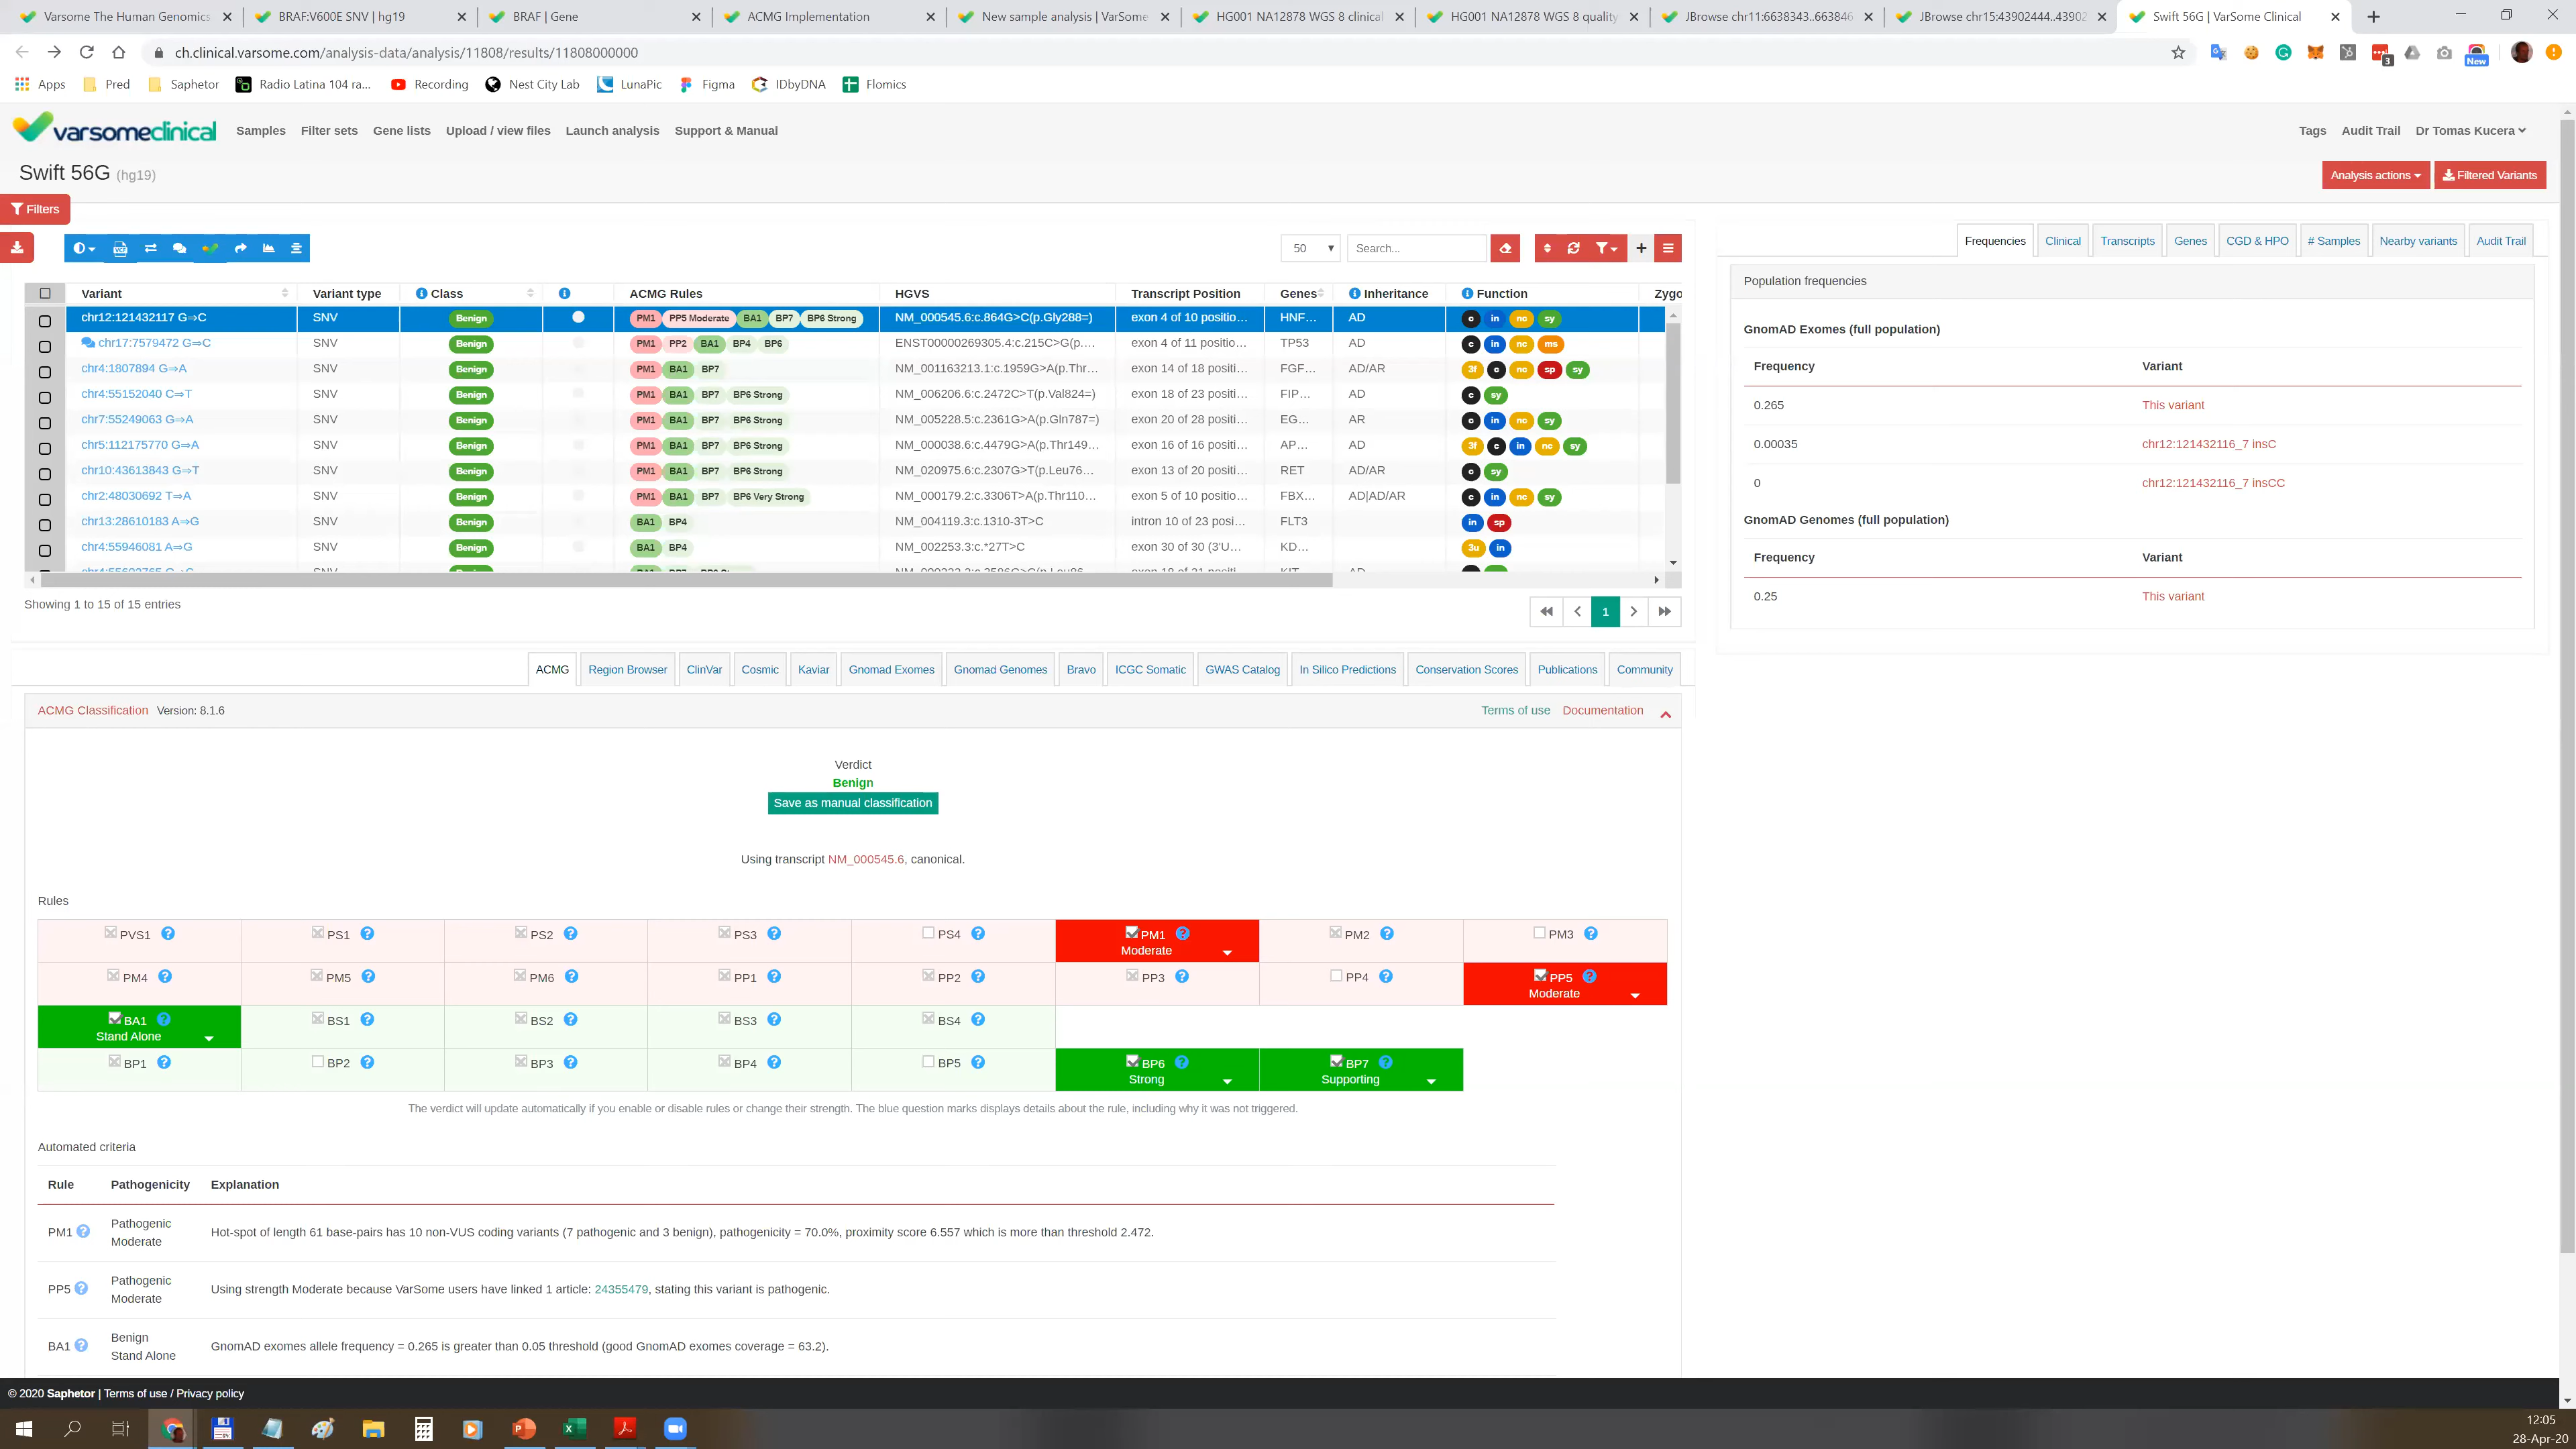 Varsome The Human Genomics
BRAF:V600E SNV | hg19
BRAF | Gene
ACMG Implementation
New sample analysis | VarSome
HG001 NA12878 WGS 8 clinical
HG001 NA12878 WGS 8 quality
JBrowse chr11:6638343..663846
JBrowse chr15:43902444..43902
Swift 56G | VarSome Clinical
ch.clinical.varsome.com/analysis-data/analysis/11808/results/11808000000
3
New
Apps Pred Saphetor Radio Latina 104 ra... Recording Nest City Lab LunaPic Figma IDbyDNA Flomics
varsomeclinical
Samples Filter sets Gene lists Upload / view files Launch analysis Support & Manual
Tags Audit Trail Dr Tomas Kucera
Swift 56G (hg19)
Analysis actions Filtered Variants
Filters
50 Search...
Frequencies Clinical Transcripts Genes CGD & HPO # Samples Nearby variants Audit Trail
Variant Variant type Class ACMG Rules HGVS Transcript Position Genes Inheritance Function Zygo
chr12:121432117 G⇒C SNV Benign PM1 PP5 Moderate BA1 BP7 BP6 Strong NM_000545.6:c.864G>C(p.Gly288=) exon 4 of 10 positio... HNF... AD c in nc sy
chr17:7579472 G⇒C SNV Benign PM1 PP2 BA1 BP4 BP6 ENST00000269305.4:c.215C>G(p.... exon 4 of 11 positio... TP53 AD c in nc ms
chr4:1807894 G⇒A SNV Benign PM1 BA1 BP7 NM_001163213.1:c.1959G>A(p.Thr... exon 14 of 18 positi... FGF... AD/AR 3f c nc sp sy
chr4:55152040 C⇒T SNV Benign PM1 BA1 BP7 BP6 Strong NM_006206.6:c.2472C>T(p.Val824=) exon 18 of 23 positi... FIP... AD c sy
chr7:55249063 G⇒A SNV Benign PM1 BA1 BP7 BP6 Strong NM_005228.5:c.2361G>A(p.Gln787=) exon 20 of 28 positi... EG... AR c in nc sy
chr5:112175770 G⇒A SNV Benign PM1 BA1 BP7 BP6 Strong NM_000038.6:c.4479G>A(p.Thr149... exon 16 of 16 positi... AP... AD 3f c in nc sy
chr10:43613843 G⇒T SNV Benign PM1 BA1 BP7 BP6 Strong NM_020975.6:c.2307G>T(p.Leu76... exon 13 of 20 positi... RET AD/AR c sy
chr2:48030692 T⇒A SNV Benign PM1 BA1 BP7 BP6 Very Strong NM_000179.2:c.3306T>A(p.Thr110... exon 5 of 10 positio... FBX... AD|AD/AR c in nc sy
chr13:28610183 A⇒G SNV Benign BA1 BP4 NM_004119.3:c.1310-3T>C intron 10 of 23 posi... FLT3 in sp
chr4:55946081 A⇒G SNV Benign BA1 BP4 NM_002253.3:c.*27T>C exon 30 of 30 (3'U... KD... 3u in
Showing 1 to 15 of 15 entries
1
Population frequencies
GnomAD Exomes (full population)
Frequency Variant
0.265 This variant
0.00035 chr12:121432116_7 insC
0 chr12:121432116_7 insCC
GnomAD Genomes (full population)
Frequency Variant
0.25 This variant
ACMG Region Browser ClinVar Cosmic Kaviar Gnomad Exomes Gnomad Genomes Bravo ICGC Somatic GWAS Catalog In Silico Predictions Conservation Scores Publications Community
ACMG Classification Version: 8.1.6 Terms of use Documentation
Verdict
Benign
Save as manual classification
Using transcript NM_000545.6, canonical.
Rules
PVS1 PS1 PS2 PS3 PS4 PM1 PM2 PM3
Moderate
PM4 PM5 PM6 PP1 PP2 PP3 PP4 PP5
Moderate
BA1 BS1 BS2 BS3 BS4
Stand Alone
BP1 BP2 BP3 BP4 BP5 BP6 BP7
Strong Supporting
The verdict will update automatically if you enable or disable rules or change their strength. The blue question marks displays details about the rule, including why it was not triggered.
Automated criteria
Rule Pathogenicity Explanation
PM1 Pathogenic Moderate Hot-spot of length 61 base-pairs has 10 non-VUS coding variants (7 pathogenic and 3 benign), pathogenicity = 70.0%, proximity score 6.557 which is more than threshold 2.472.
PP5 Pathogenic Moderate Using strength Moderate because VarSome users have linked 1 article: 24355479, stating this variant is pathogenic.
BA1 Benign Stand Alone GnomAD exomes allele frequency = 0.265 is greater than 0.05 threshold (good GnomAD exomes coverage = 63.2).
© 2020 Saphetor | Terms of use / Privacy policy
12:05
28-Apr-20